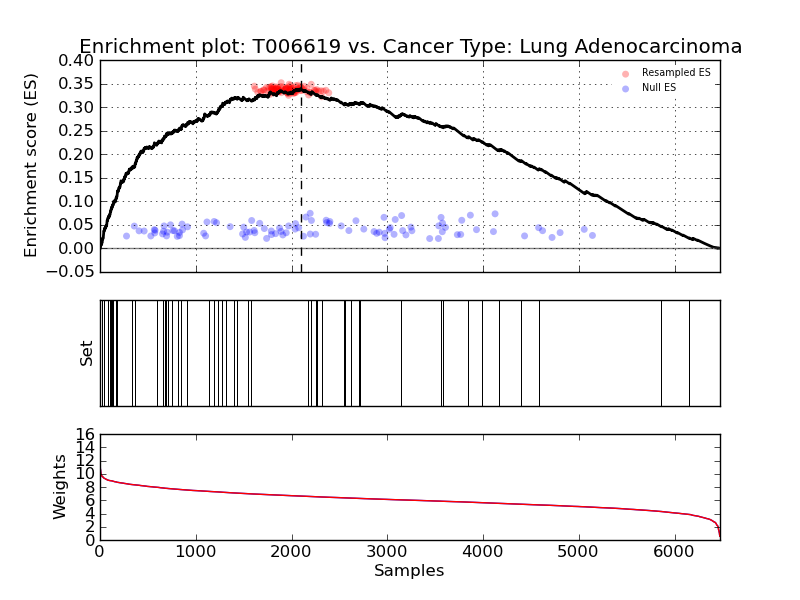 Enrichment plot: T006619 vs. Cancer Type: Lung Adenocarcinoma
Enrichment score (ES)
0.40
0.35
0.30
0.25
0.20
0.15
0.10
0.05
0.00
−0.05
Resampled ES
Null ES
Set
Weights
16
14
12
10
8
6
4
2
0
0 1000 2000 3000 4000 5000 6000
Samples